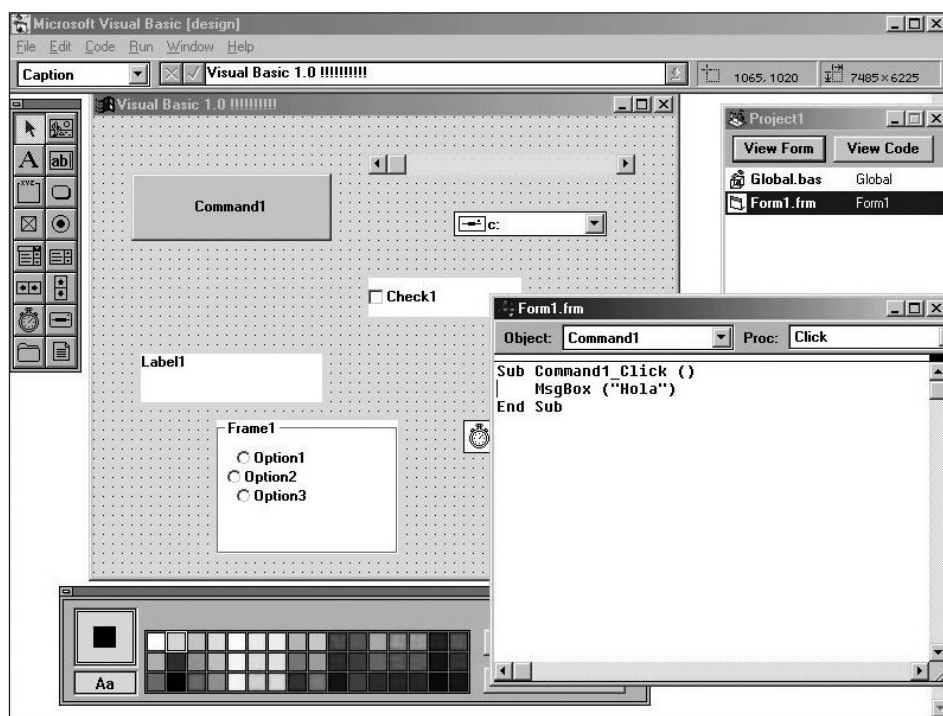 Microsoft Visual Basic [design]
File Edit Code Run Window Help
Caption
Visual Basic 1.0 !!!!!!!!!!
1065, 1020
7485×6225
Visual Basic 1.0 !!!!!!!!!!
A
ab
XYZ
Command1
c:
Check1
Label1
Frame1
Option1
Option2
Option3
Project1
View Form View Code
Global.bas Global
Form1.frm Form1
Form1.frm
Object: Command1 Proc: Click
Sub Command1_Click ()
MsgBox ("Hola")
End Sub
Aa